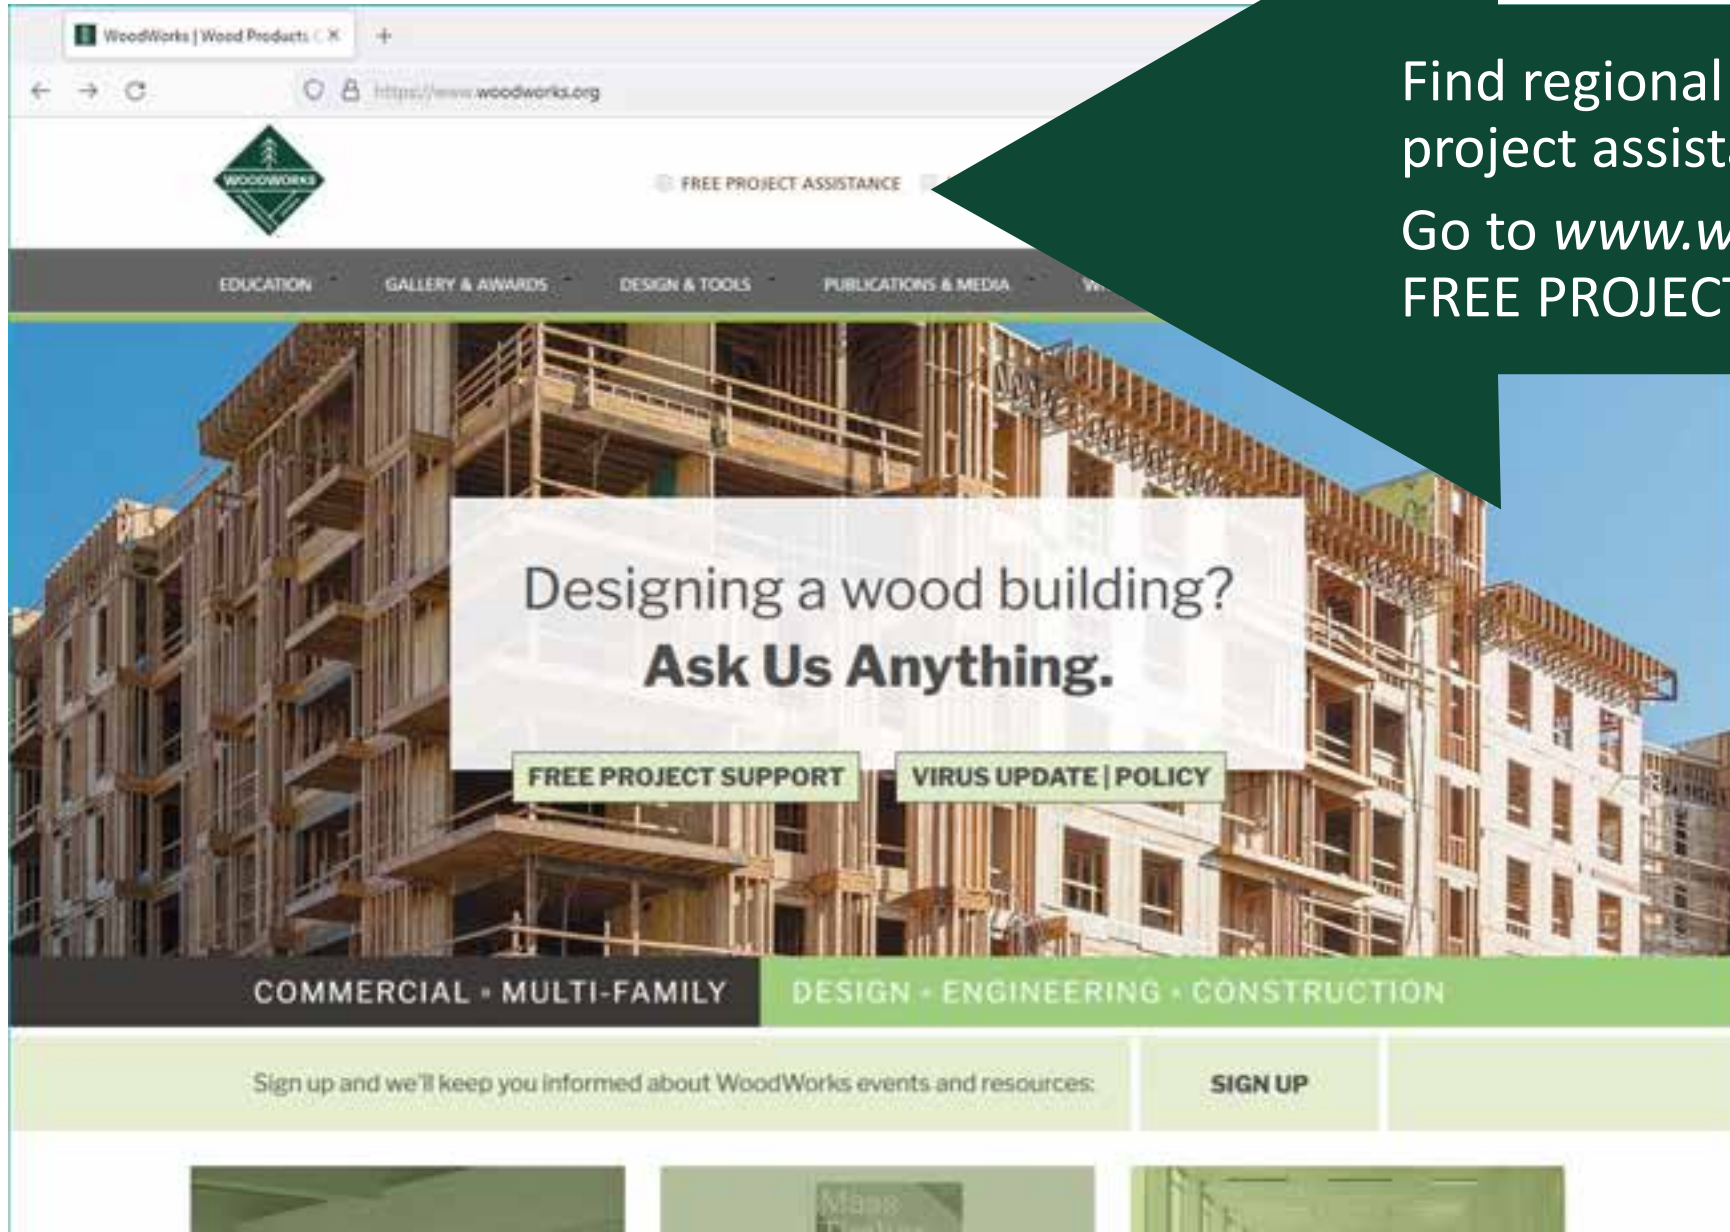 WoodWorks | Wood Products C
https://www.woodworks.org
Find regional
project assista
Go to www.w
FREE PROJECT
WOODWORKS
FREE PROJECT ASSISTANCE
EDUCATION
GALLERY & AWARDS
DESIGN & TOOLS
PUBLICATIONS & MEDIA
Designing a wood building?
Ask Us Anything.
FREE PROJECT SUPPORT
VIRUS UPDATE | POLICY
COMMERCIAL • MULTI-FAMILY
DESIGN • ENGINEERING • CONSTRUCTION
Sign up and we'll keep you informed about WoodWorks events and resources:
SIGN UP
Mass